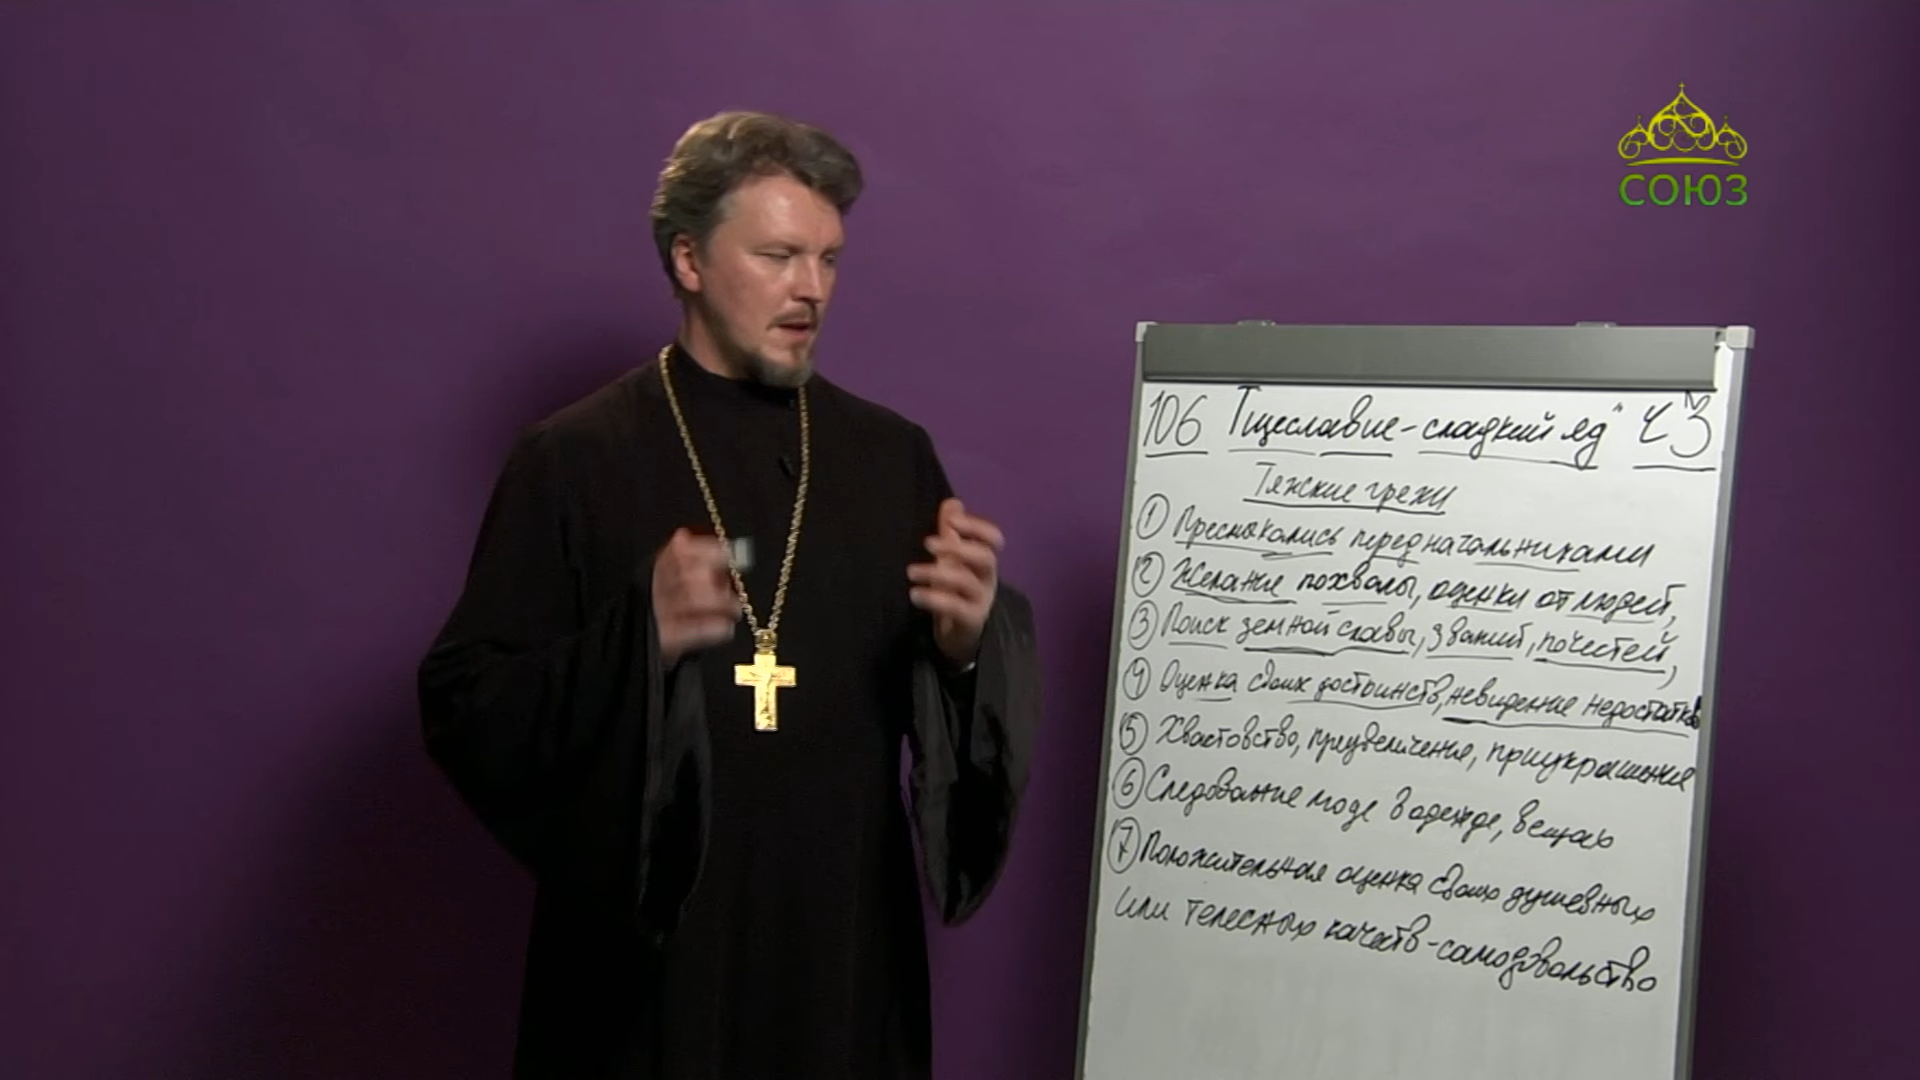 СОЮЗ
106 Тщеславие-сладкий яд" ч3
Тяжкие грехи
1 Пресмыкались перед начальниками
2 Желание похвалы, оценки от людей,
3 Поиск земной славы, званий, почестей,
4 Оценка своих достоинств, невидение недостатков
5 Хвастовство, преувеличение, приукрашение
6 Следование моде в одежде, вещах
7 Положительная оценка своих душевных
или телесных качеств-самодовольство